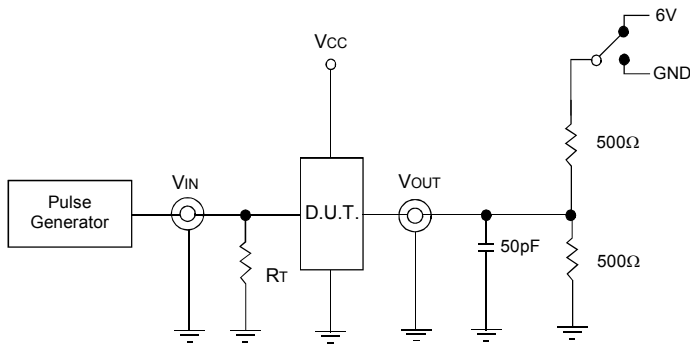 6V
GND
VCC
500Ω
Pulse
Generator
VIN
D.U.T.
VOUT
RT
50pF
500Ω